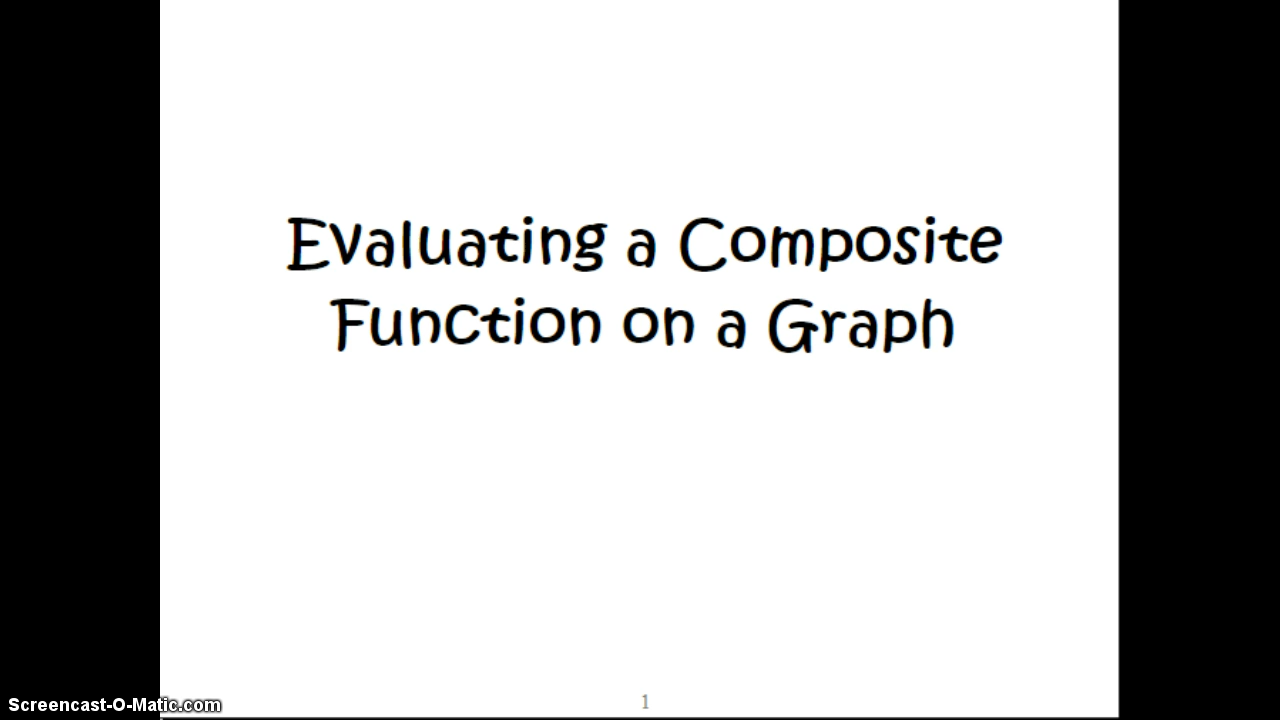 Evaluating a Composite
Function on a Graph
1
Screencast-O-Matic.com